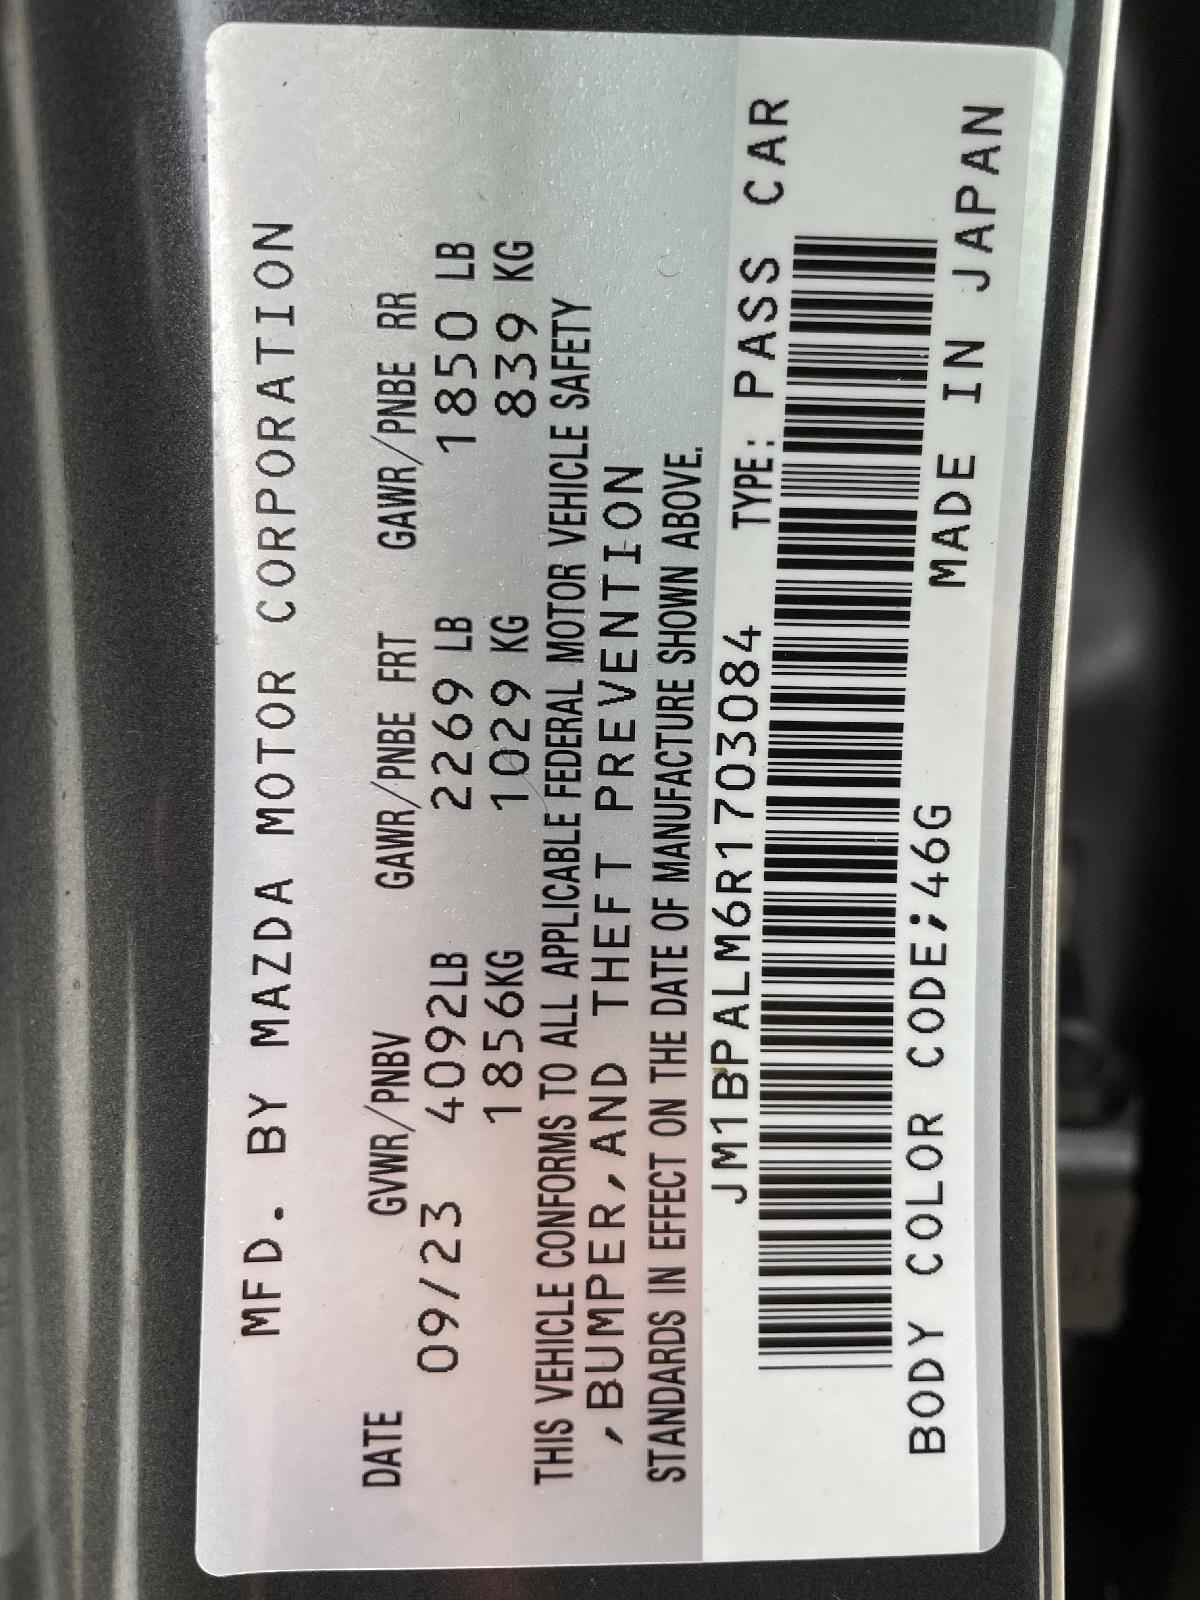 MFD. BY MAZDA MOTOR CORPORATION
DATE GVWR/PNBV GAWR/PNBE FRT GAWR/PNBE RR
09/23 4092LB 2269 LB 1850 LB
1856KG 1029 KG 839 KG
THIS VEHICLE CONFORMS TO ALL APPLICABLE FEDERAL MOTOR VEHICLE SAFETY
,BUMPER,AND THEFT PREVENTION
STANDARDS IN EFFECT ON THE DATE OF MANUFACTURE SHOWN ABOVE.
JM1BPALM6R1703084 TYPE: PASS CAR
BODY COLOR CODE;46G MADE IN JAPAN